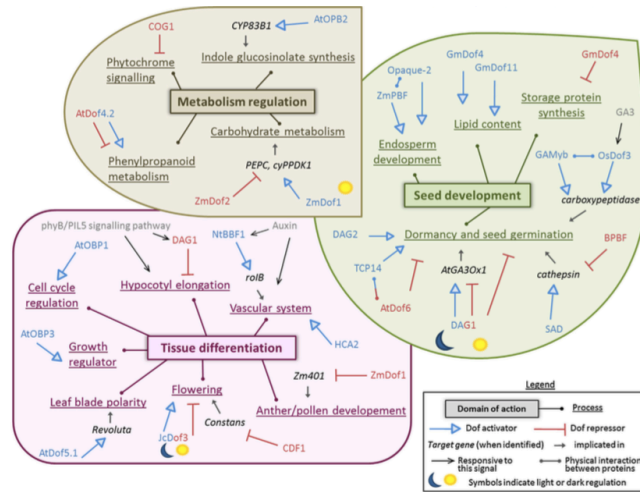 COG1
CYP83B1
AtOPB2
Phytochrome
signalling
Indole glucosinolate synthesis
Metabolism regulation
AtDof4.2
Phenylpropanoid
metabolism
Carbohydrate metabolism
PEPC, cyPPDK1
ZmDof2
ZmDof1
GmDof4
GmDof11
Opaque-2
ZmPBF
GmDof4
Storage protein
synthesis
Lipid content
Endosperm
development
GA3
GAMyb
OsDof3
carboxypeptidase
Seed development
DAG2
Dormancy and seed germination
TCP14
AtGA3Ox1
BPBF
cathepsin
AtDof6
DAG1
SAD
phyB/PIL5 signalling pathway
DAG1
NtBBF1
Auxin
AtOBP1
rolB
Cell cycle
regulation
Hypocotyl elongation
Vascular system
AtOBP3
HCA2
Growth
regulator
Tissue differentiation
Zm401
ZmDof1
Leaf blade polarity
Flowering
Anther/pollen developement
Revoluta
Constans
AtDof5.1
JcDof3
CDF1
Legend
Domain of action
Process
Dof activator
Dof repressor
Target gene (when identified)
implicated in
Responsive to
this signal
Physical interaction
between proteins
Symbols indicate light or dark regulation